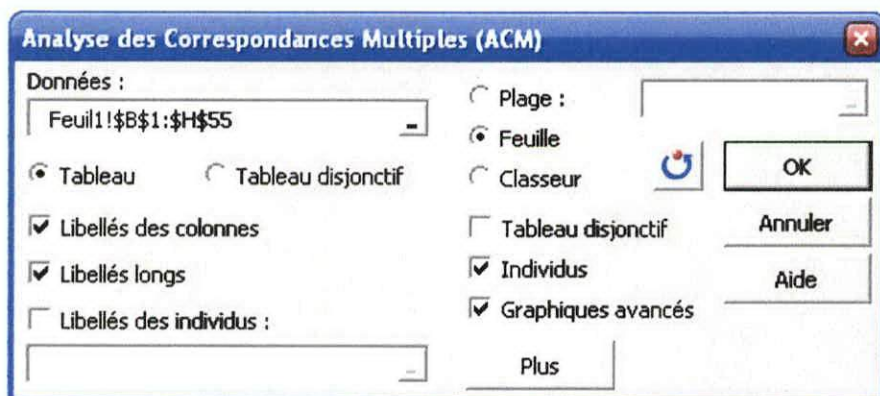 Analyse des Correspondances Multiples (ACM)
Données :
Feuil1!$B$1:$H$55
Tableau
Tableau disjonctif
Libellés des colonnes
Libellés longs
Libellés des individus :
Plage :
Feuille
Classeur
Tableau disjonctif
Individus
Graphiques avancés
Plus
OK
Annuler
Aide